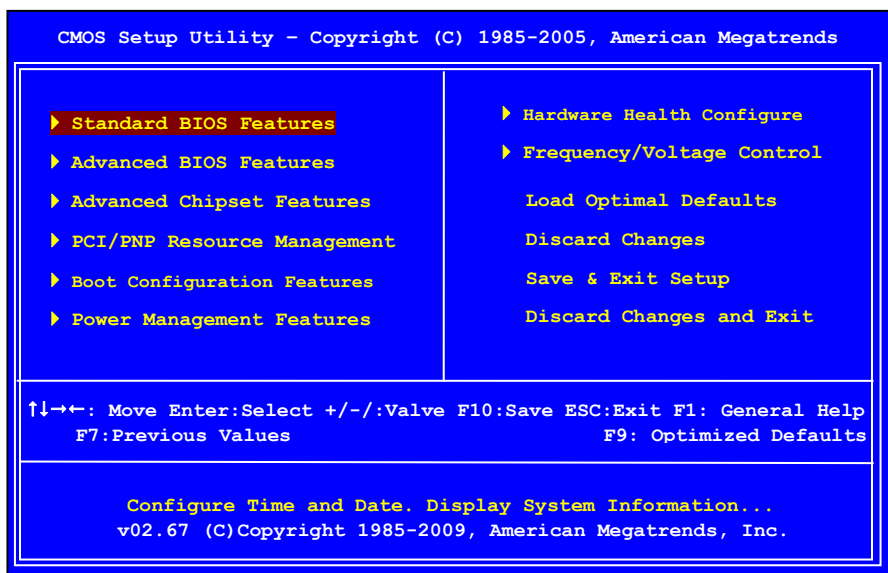 CMOS Setup Utility – Copyright (C) 1985-2005, American Megatrends
Standard BIOS Features
Advanced BIOS Features
Advanced Chipset Features
PCI/PNP Resource Management
Boot Configuration Features
Power Management Features
Hardware Health Configure
Frequency/Voltage Control
Load Optimal Defaults
Discard Changes
Save & Exit Setup
Discard Changes and Exit
↑↓→←: Move Enter:Select +/-/:Valve F10:Save ESC:Exit F1: General Help
F7:Previous Values F9: Optimized Defaults
Configure Time and Date. Display System Information...
v02.67 (C)Copyright 1985-2009, American Megatrends, Inc.